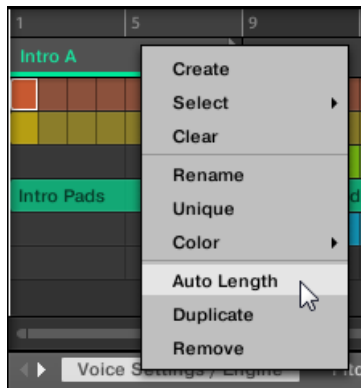 1 5 9
Intro A
Create
Select
Clear
Rename
Unique
Intro Pads
Color
Auto Length
Duplicate
Remove
Voice Settings / Engine